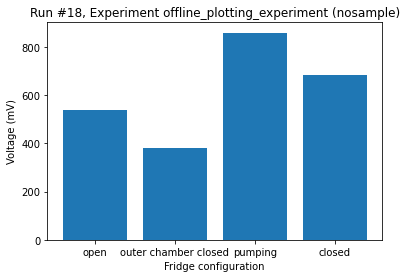 Run #18, Experiment offline_plotting_experiment (nosample)
800
600
400
200
0
Voltage (mV)
open outer chamber closed pumping closed
Fridge configuration